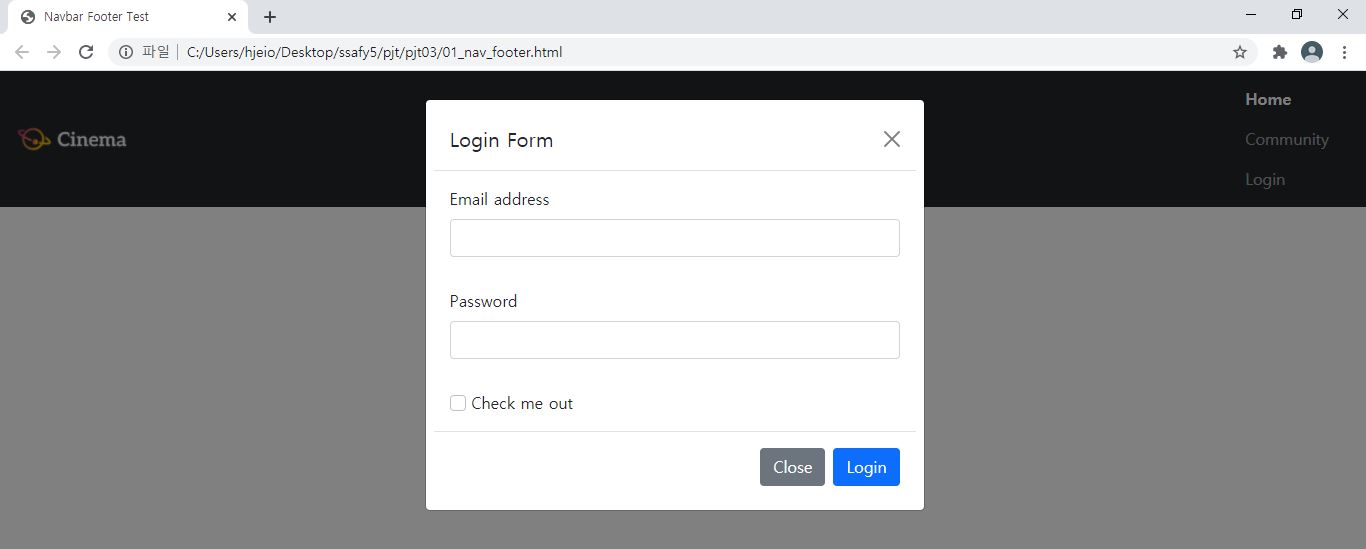 Navbar Footer Test
파일 C:/Users/hjeio/Desktop/ssafy5/pjt/pjt03/01_nav_footer.html
Cinema
Home
Community
Login
Login Form
Email address
Password
Check me out
Close Login